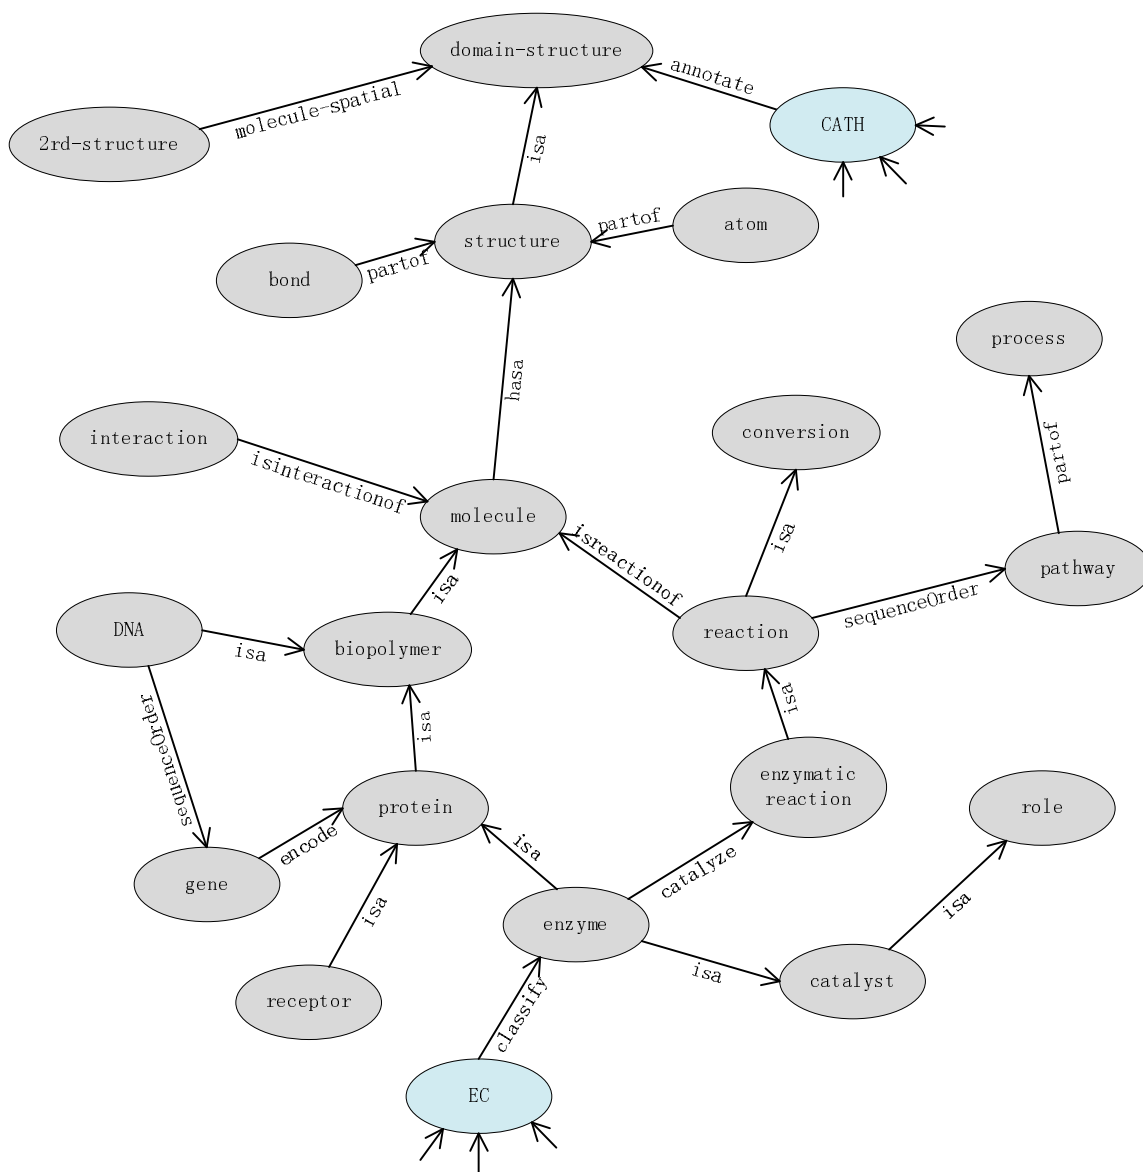 domain-structure
annotate
molecule-spatial
CATH
2rd-structure
isa
partof
atom
structure
partof
bond
process
hasa
conversion
interaction
partof
isinteractionof
molecule
isreactionof
isa
pathway
isa
sequenceOrder
DNA
reaction
biopolymer
isa
isa
sequenceOrder
isa
enzymatic
reaction
protein
role
isa
encode
catalyze
gene
isa
isa
enzyme
isa
catalyst
receptor
classify
EC